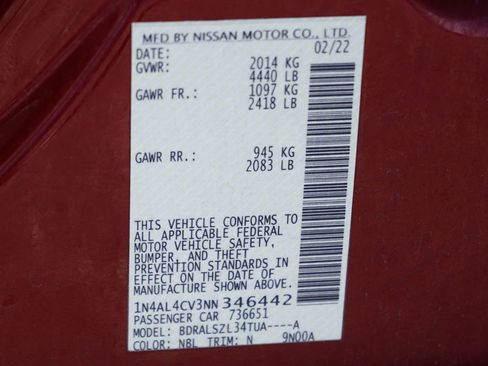 MFD BY NISSAN MOTOR CO., LTD.
DATE: 02/22
GVWR: 2014 KG
4440 LB
GAWR FR.: 1097 KG
2418 LB
GAWR RR.: 945 KG
2083 LB
THIS VEHICLE CONFORMS TO
ALL APPLICABLE FEDERAL
MOTOR VEHICLE SAFETY,
BUMPER, AND THEFT
PREVENTION STANDARDS IN
EFFECT ON THE DATE OF
MANUFACTURE SHOWN ABOVE
1N4AL4CV3NN346442
PASSENGER CAR 736651
MODEL: BDRALSZL34TUA----A
COLOR: NBL TRIM: N 9N00A